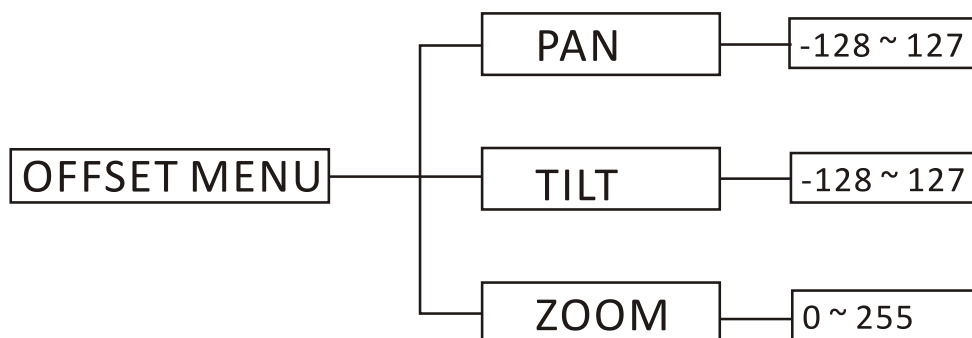 PAN
-128 ~ 127
OFFSET MENU
TILT
-128 ~ 127
ZOOM
0 ~ 255